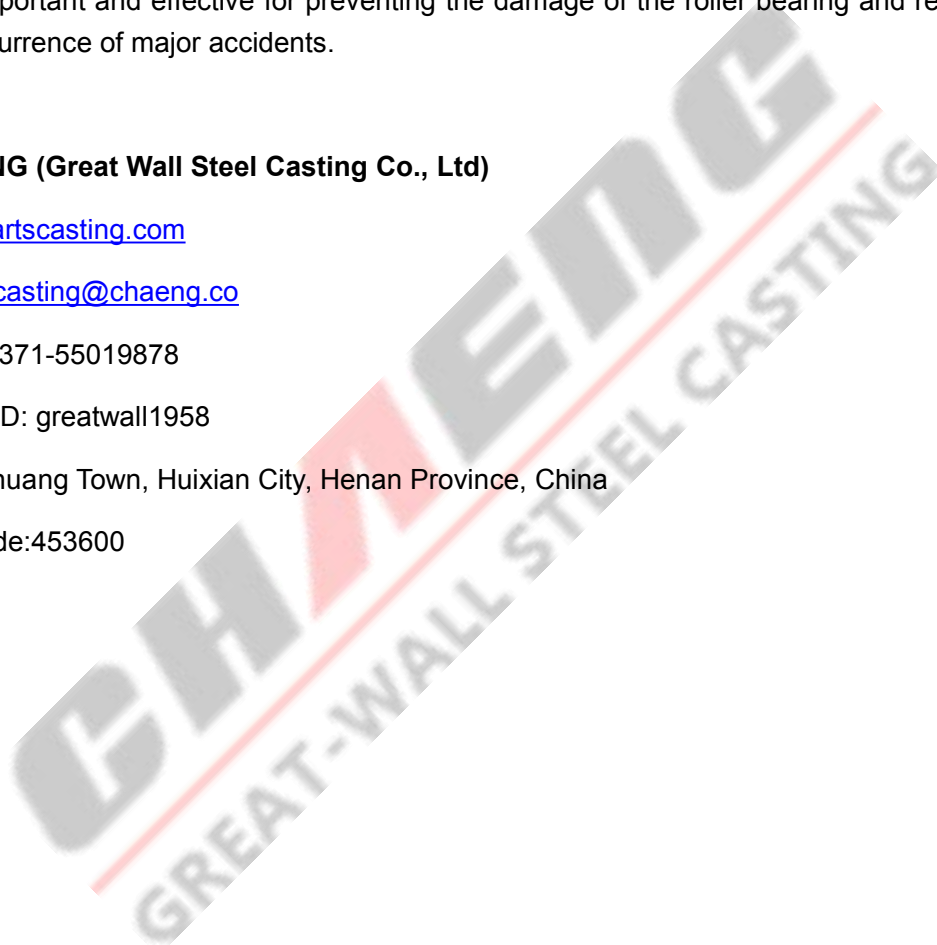 portant and effective for preventing the damage of the roller bearing and re
urrence of major accidents.
NG (Great Wall Steel Casting Co., Ltd)
artscasting.com
casting@chaeng.co
371-55019878
D: greatwall1958
huang Town, Huixian City, Henan Province, China
de:453600
CHAENG
GREAT-WALL STEEL CASTING